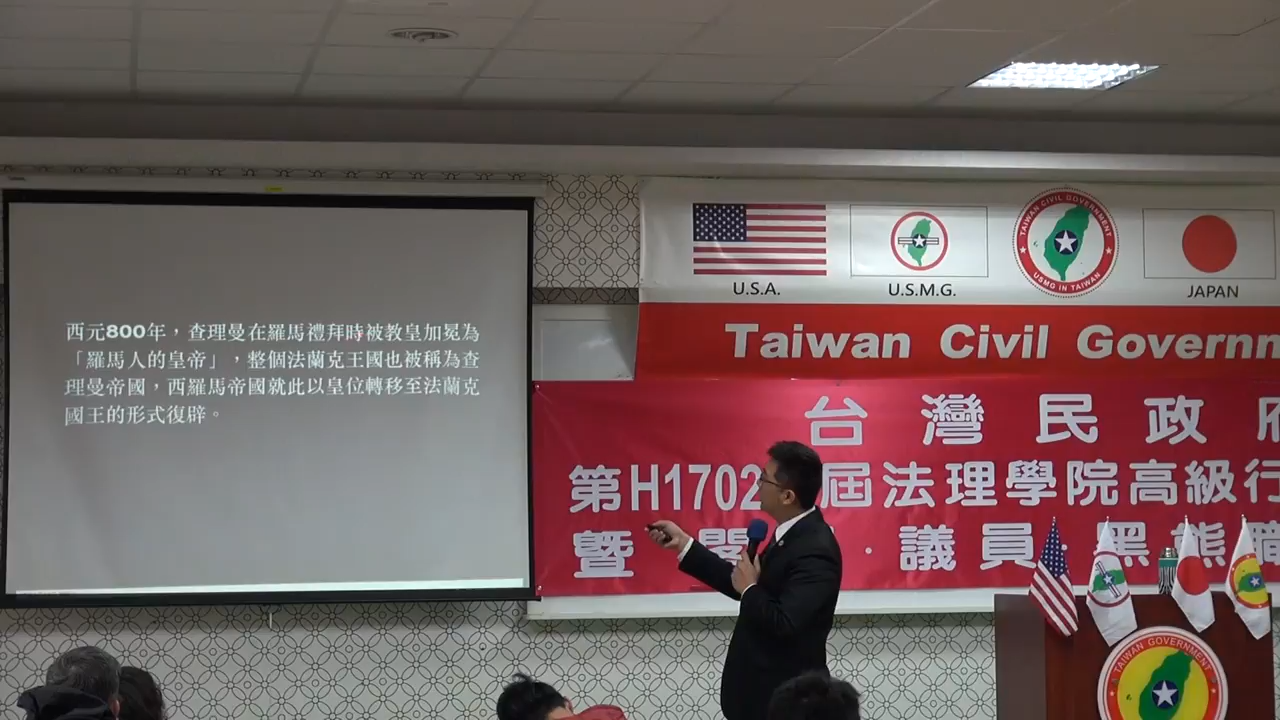 西元800年，查理曼在羅馬禮拜時被教皇加冕為
「羅馬人的皇帝」，整個法蘭克王國也被稱為查
理曼帝國，西羅馬帝國就此以皇位轉移至法蘭克
國王的形式復辟。
U.S.A.
U.S.M.G.
TAIWAN CIVIL GOVERNMENT
USMG IN TAIWAN
JAPAN
Taiwan Civil Governm
台灣民政府
第H1702 屆法理學院高級行
暨 閣 · 議員 · 黑熊職
TAIWAN GOVERNMENT